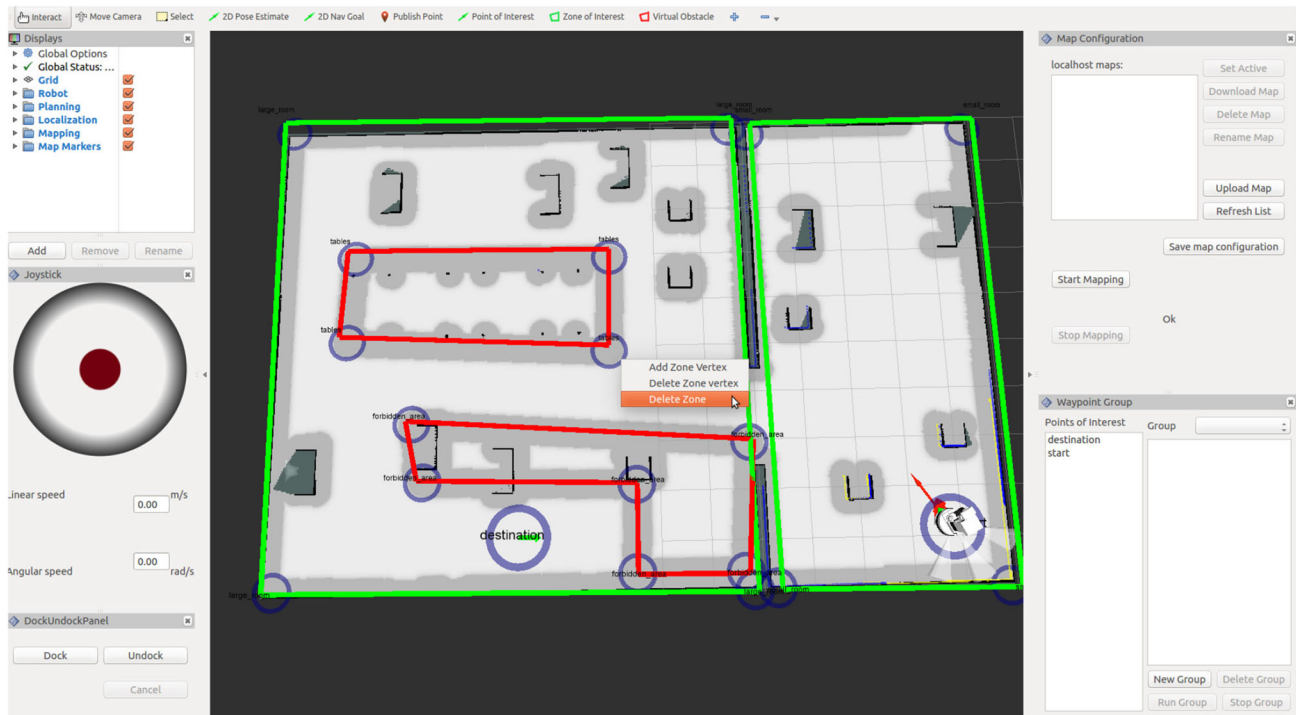 Interact Move Camera Select 2D Pose Estimate 2D Nav Goal Publish Point Point of Interest Zone of Interest Virtual Obstacle
Displays
Global Options
Global Status: ...
Grid
Robot
Planning
Localization
Mapping
Map Markers
Add Remove Rename
Joystick
Linear speed 0.00 m/s
Angular speed 0.00 rad/s
DockUndockPanel
Dock Undock
Cancel
large_room large_room small_room
small_room
tables tables
tables tables
Add Zone Vertex
Delete Zone vertex
Delete Zone
forbidden_area forbidden_area
forbidden_area forbidden_area
destination
forbidden_area forbidden_area
large_room
Map Configuration
localhost maps:
Set Active
Download Map
Delete Map
Rename Map
Upload Map
Refresh List
Save map configuration
Start Mapping
Ok
Stop Mapping
Waypoint Group
Points of Interest Group
destination
start
New Group Delete Group
Run Group Stop Group